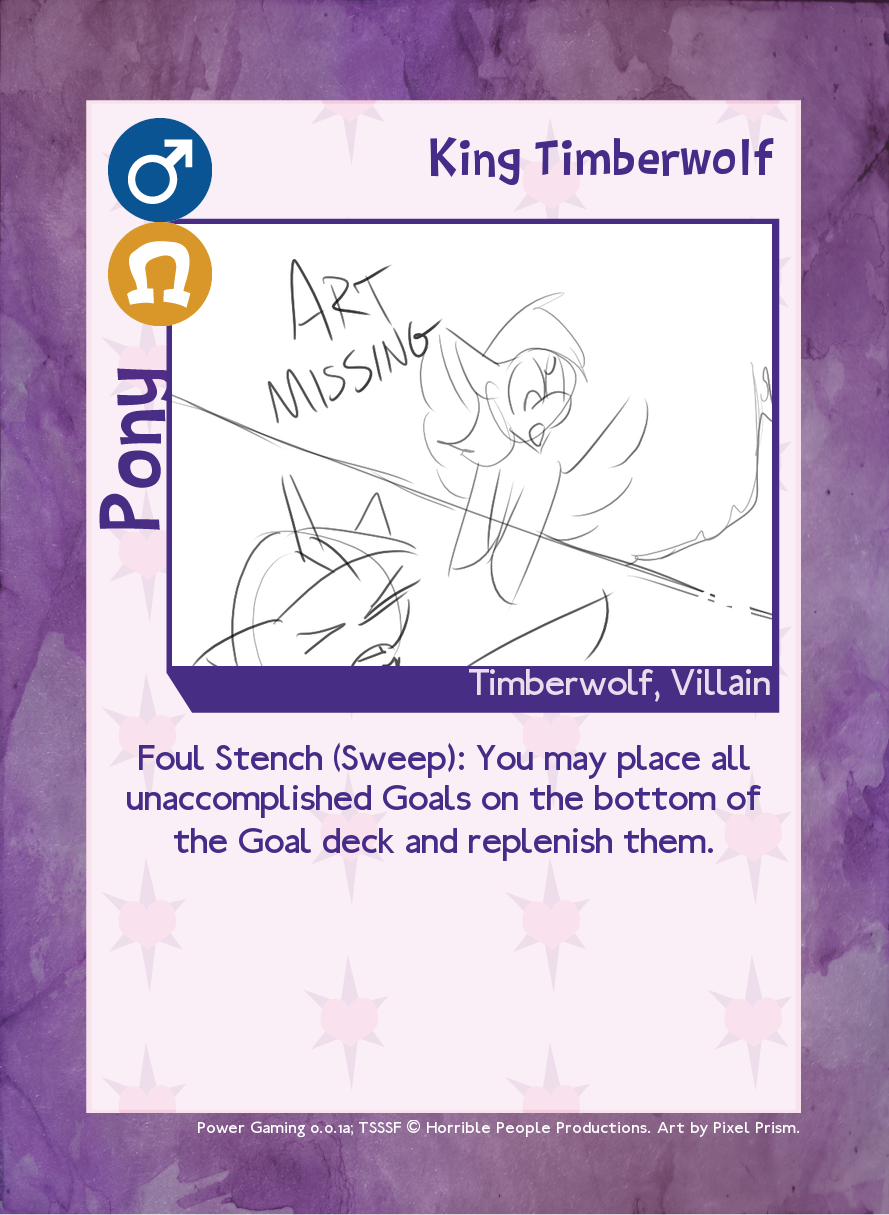 King Timberwolf
ART
MISSING
Pony
Timberwolf, Villain
Foul Stench (Sweep): You may place all
unaccomplished Goals on the bottom of
the Goal deck and replenish them.
Power Gaming 0.0.1a; TSSSF © Horrible People Productions. Art by Pixel Prism.